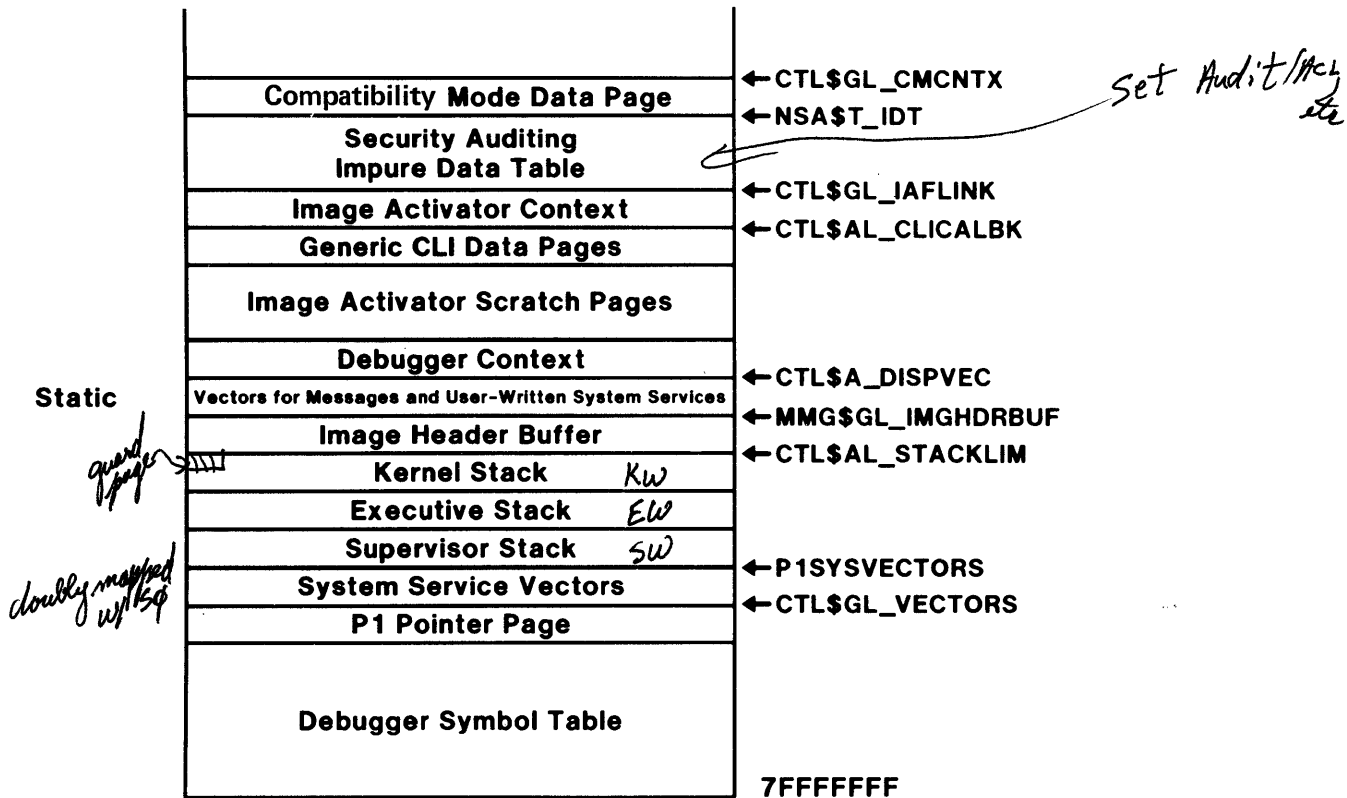 ←CTL$GL_CMCNTX
Compatibility Mode Data Page
←NSA$T_IDT
Set Audit/ACL
etc
Security Auditing
Impure Data Table
←CTL$GL_IAFLINK
Image Activator Context
←CTL$AL_CLICALBK
Generic CLI Data Pages
Image Activator Scratch Pages
Debugger Context
←CTL$A_DISPVEC
Static
Vectors for Messages and User-Written System Services
←MMG$GL_IMGHDRBUF
Image Header Buffer
←CTL$AL_STACKLIM
guard
page
Kernel Stack KW
Executive Stack EW
Supervisor Stack SW
←P1SYSVECTORS
doubly mapped
w/ SØ
System Service Vectors
←CTL$GL_VECTORS
P1 Pointer Page
Debugger Symbol Table
7FFFFFFF